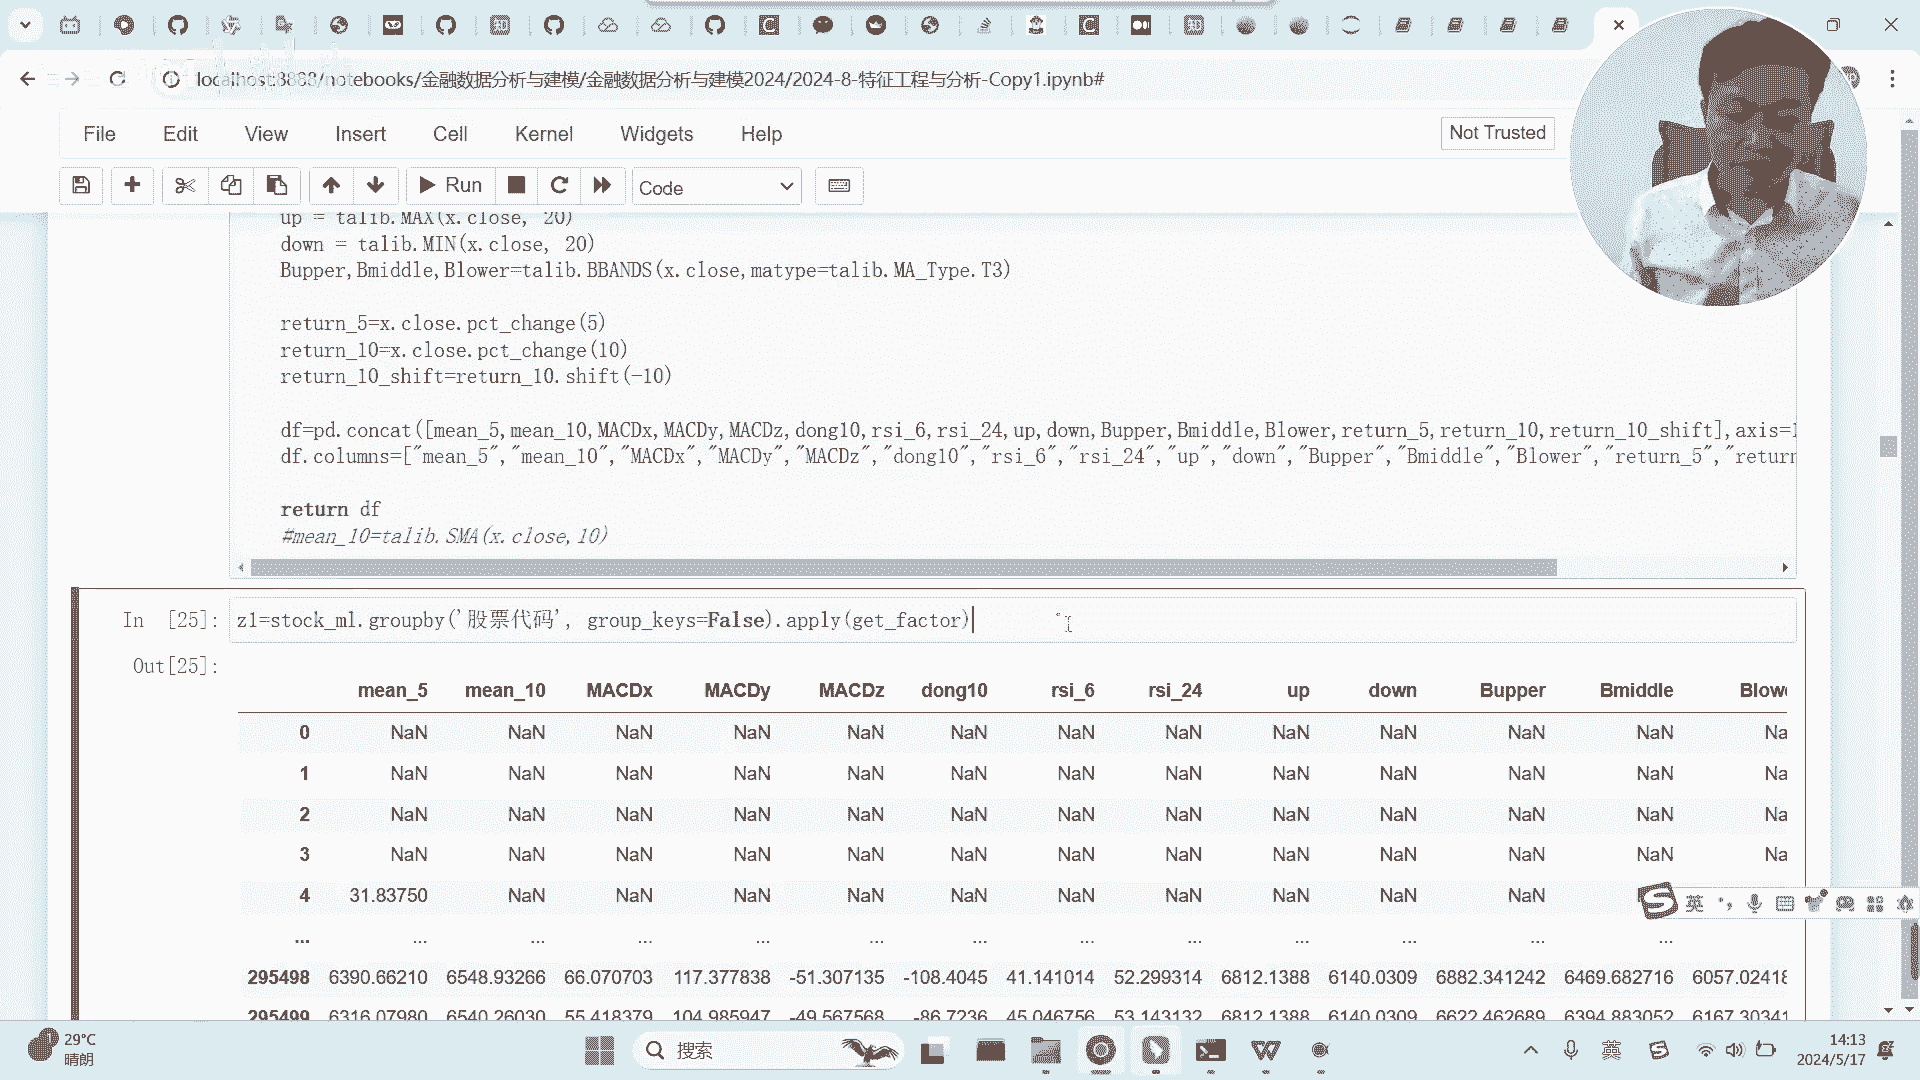 localhost:8888/notebooks/金融数据分析与建模/金融数据分析与建模2024/2024-8-特征工程与分析-Copy1.ipynb#
File Edit View Insert Cell Kernel Widgets Help
Not Trusted
Run
Code
up = talib.MAX(x.close, 20)
down = talib.MIN(x.close, 20)
Bupper,Bmiddle,Blower=talib.BBANDS(x.close,matype=talib.MA_Type.T3)
return_5=x.close.pct_change(5)
return_10=x.close.pct_change(10)
return_10_shift=return_10.shift(-10)
df=pd.concat([mean_5,mean_10,MACDx,MACDy,MACDz,dong10,rsi_6,rsi_24,up,down,Bupper,Bmiddle,Blower,return_5,return_10,return_10_shift],axis=
df.columns=["mean_5","mean_10","MACDx","MACDy","MACDz","dong10","rsi_6","rsi_24","up","down","Bupper","Bmiddle","Blower","return_5","return
return df
#mean_10=talib.SMA(x.close,10)
In [25]: z1=stock_ml.groupby('股票代码', group_keys=False).apply(get_factor)
Out[25]:
mean_5 mean_10 MACDx MACDy MACDz dong10 rsi_6 rsi_24 up down Bupper Bmiddle Blowe
0 NaN NaN NaN NaN NaN NaN NaN NaN NaN NaN NaN NaN Na
1 NaN NaN NaN NaN NaN NaN NaN NaN NaN NaN NaN NaN Na
2 NaN NaN NaN NaN NaN NaN NaN NaN NaN NaN NaN NaN Na
3 NaN NaN NaN NaN NaN NaN NaN NaN NaN NaN NaN NaN Na
4 31.83750 NaN NaN NaN NaN NaN NaN NaN NaN NaN NaN
... ... ... ... ... ... ... ... ... ... ... ... ...
295498 6390.66210 6548.93266 66.070703 117.377838 -51.307135 -108.4045 41.141014 52.299314 6812.1388 6140.0309 6882.341242 6469.682716 6057.02418
295499 6316.07980 6540.26030 55.418379 104.985947 -49.567568 -86.7236 45.046756 53.143132 6812.1388 6140.0309 6622.462689 6394.883052 6167.30341
英
29°C
晴朗
搜索
英
14:13
2024/5/17